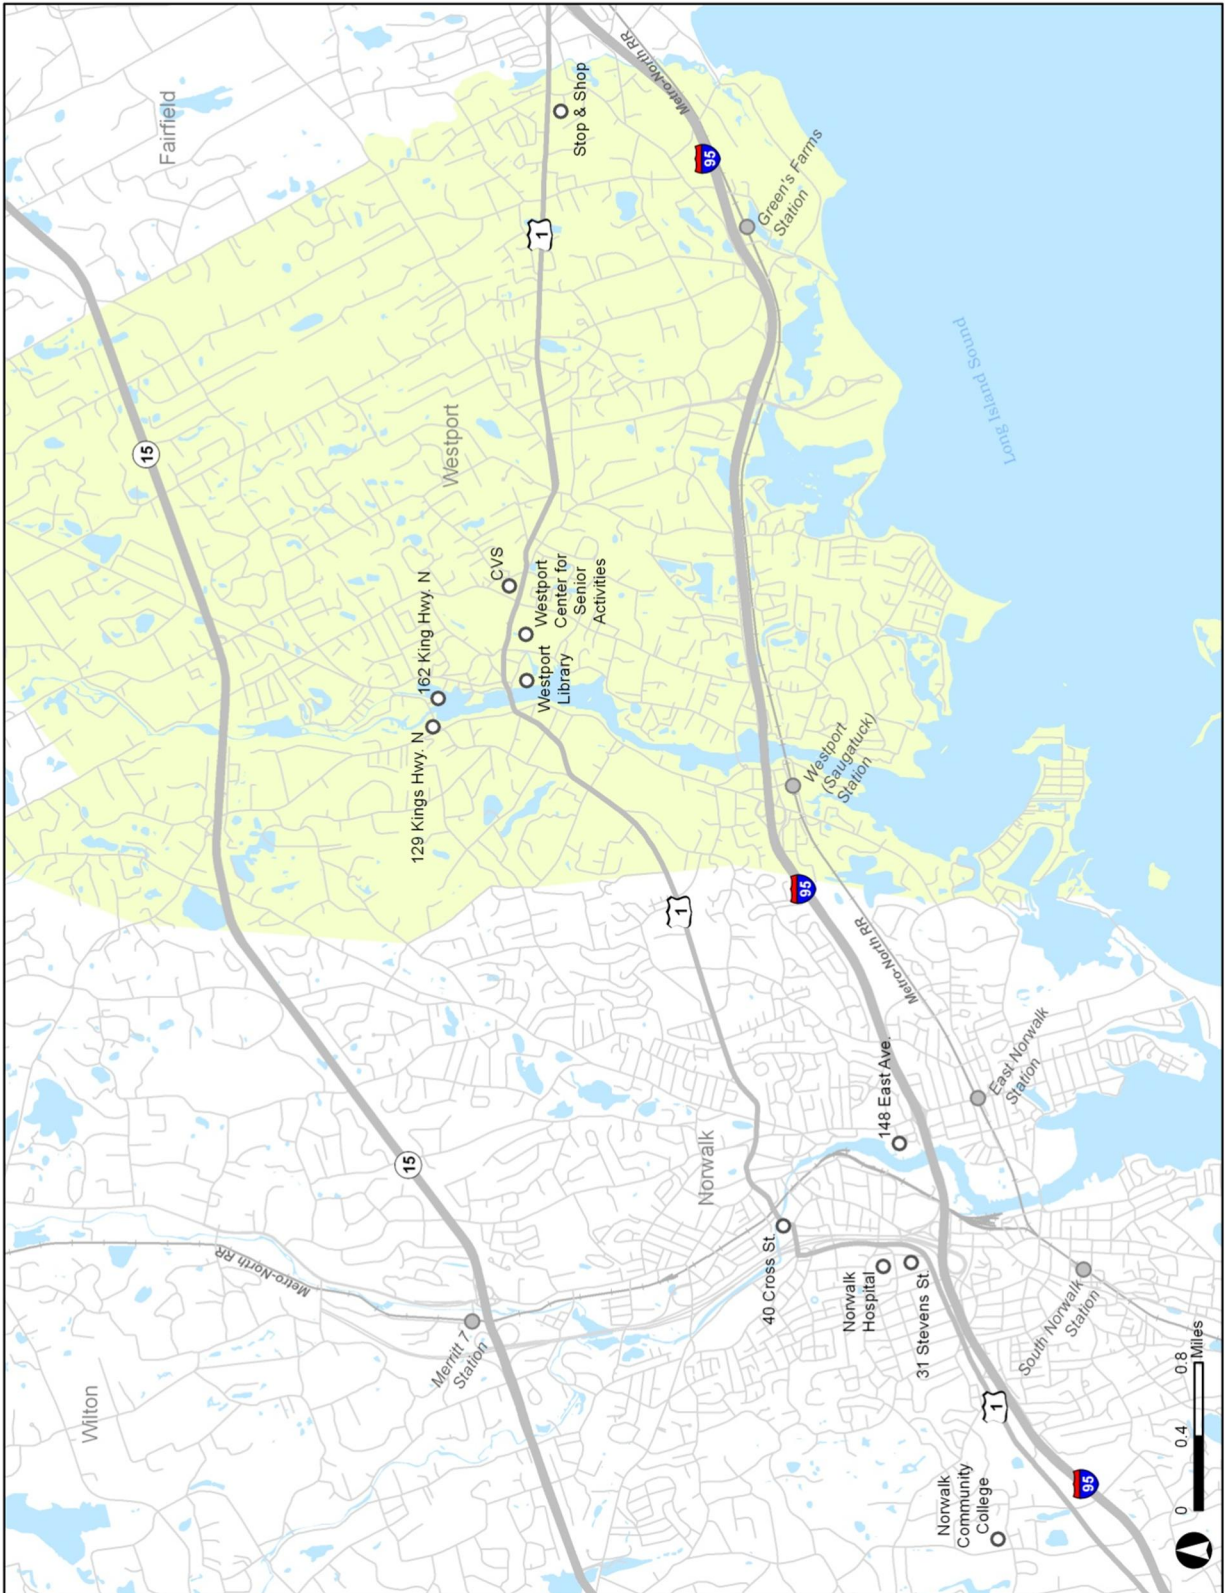 Fairfield
Metro-North RR
Stop & Shop
95
1
Green's Farms
Station
15
Westport
Long Island Sound
CVS
Westport
Center for
Senior
Activities
Westport
Library
162 King Hwy. N
129 Kings Hwy. N
Westport
(Saugatuck)
Station
1
95
Metro-North RR
148 East Ave.
East Norwalk
Station
15
Norwalk
40 Cross St.
Norwalk
Hospital
31 Stevens St.
South Norwalk
Station
Metro-North RR
Merritt 7
Station
Wilton
1
95
Norwalk
Community
College
0 0.4 0.8
Miles